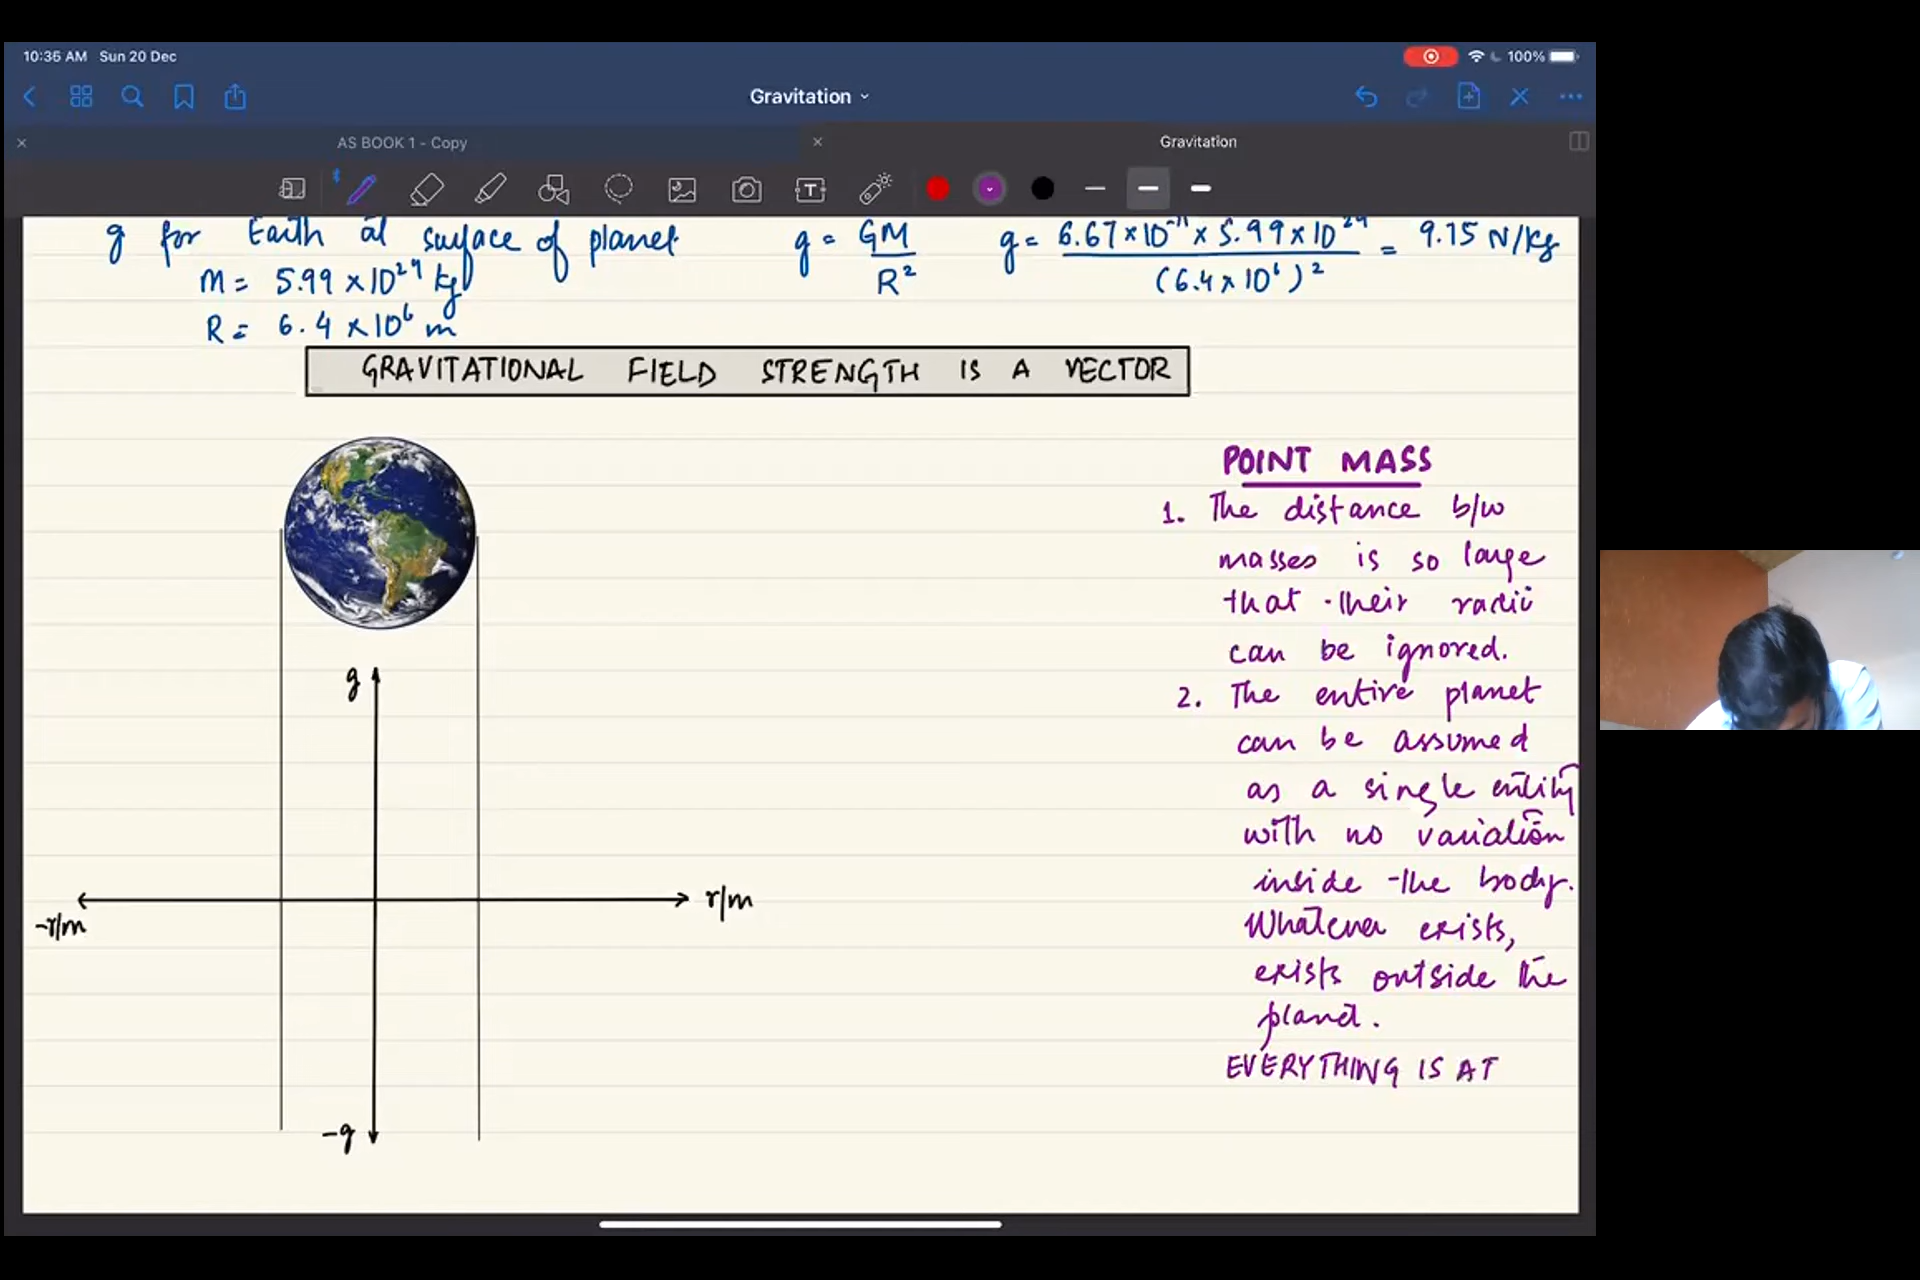 10:36 AM Sun 20 Dec
100%
Gravitation
AS BOOK 1 - Copy
Gravitation
g for Earth at surface of planet
M = 5.99 × 10²⁴ kg
R = 6.4 × 10⁶ m
g = GM / R²
g = 6.67×10⁻¹¹ × 5.99×10²⁴ / (6.4×10⁶)² = 9.75 N/kg
GRAVITATIONAL FIELD STRENGTH IS A VECTOR
POINT MASS
1. The distance b/w
masses is so large
that their radii
can be ignored.
2. The entire planet
can be assumed
as a single entity
with no variation
inside the body.
Whatever exists,
exists outside the
planet.
EVERYTHING IS AT
g
r/m
-r/m
-g